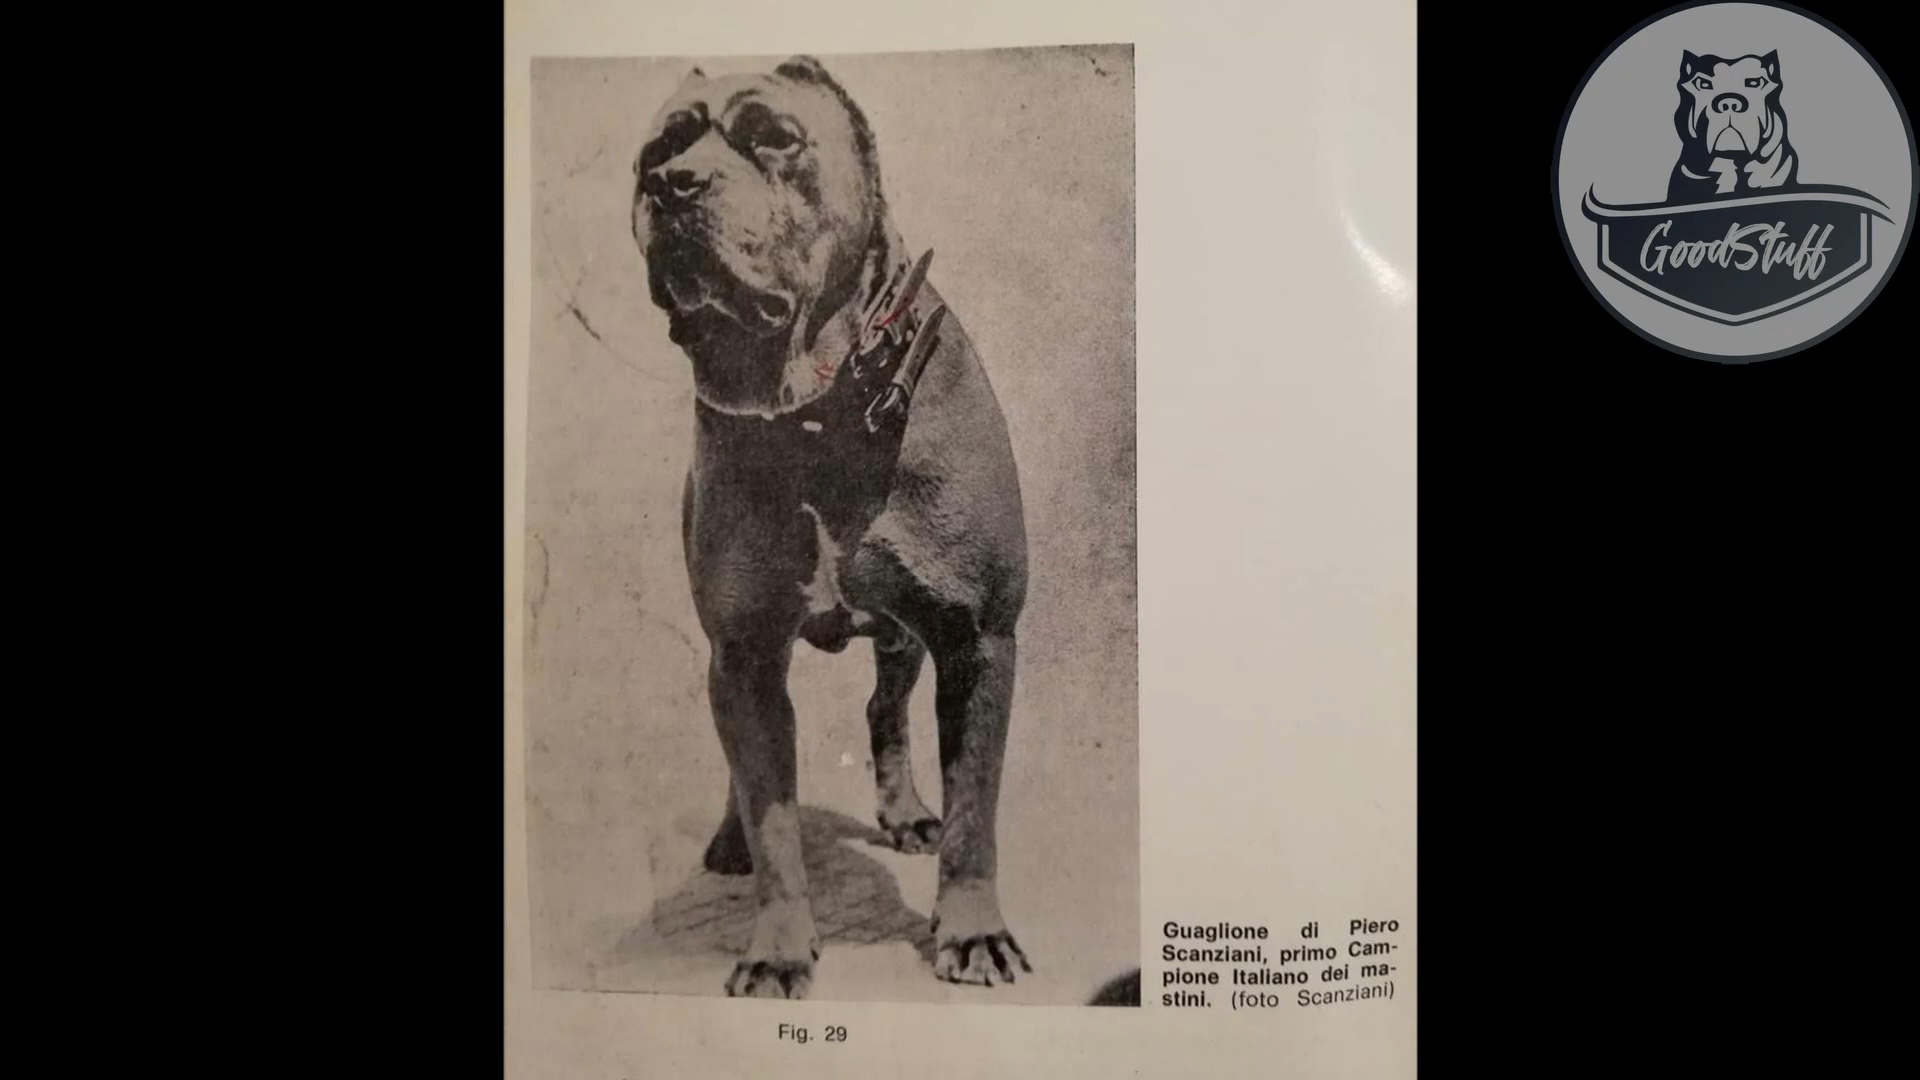 GoodStuff
Guaglione di Piero
Scanziani, primo Cam-
pione Italiano dei ma-
stini. (foto Scanziani)
Fig. 29